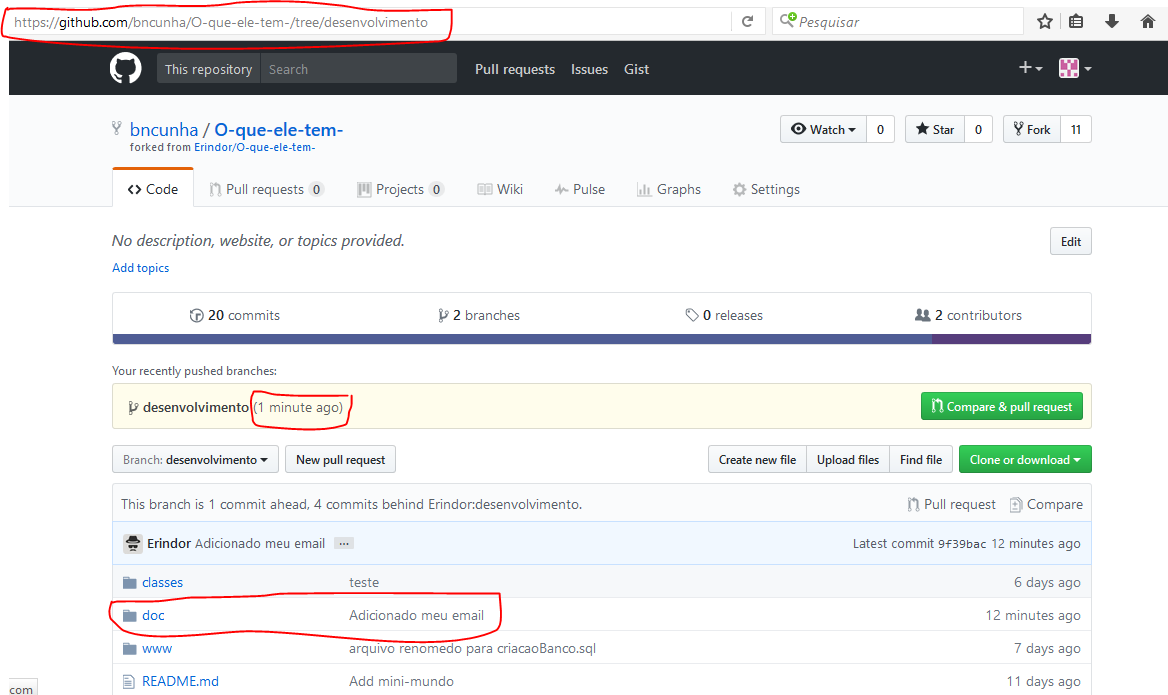 https://github.com/bncunha/O-que-ele-tem-/tree/desenvolvimento
Pesquisar
This repository Search Pull requests Issues Gist
bncunha / O-que-ele-tem-
forked from Erindor/O-que-ele-tem-
Watch 0 Star 0 Fork 11
Code Pull requests 0 Projects 0 Wiki Pulse Graphs Settings
No description, website, or topics provided. Edit
Add topics
20 commits 2 branches 0 releases 2 contributors
Your recently pushed branches:
desenvolvimento (1 minute ago) Compare & pull request
Branch: desenvolvimento New pull request Create new file Upload files Find file Clone or download
This branch is 1 commit ahead, 4 commits behind Erindor:desenvolvimento. Pull request Compare
Erindor Adicionado meu email ... Latest commit 9f39bac 12 minutes ago
classes teste 6 days ago
doc Adicionado meu email 12 minutes ago
www arquivo renomedo para criacaoBanco.sql 7 days ago
README.md Add mini-mundo 11 days ago
com